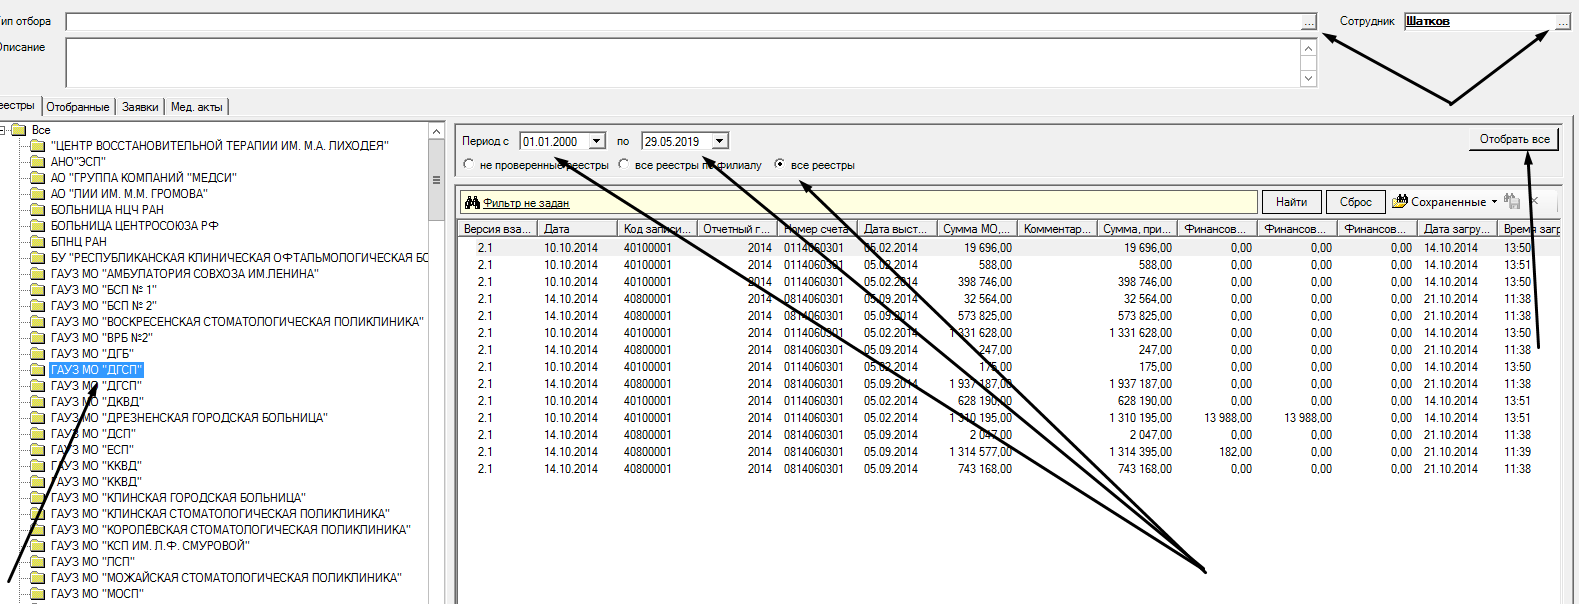 ип отбора ... Сотрудник Шатков ...
писание
еестры Отобранные Заявки Мед. акты
Все
"ЦЕНТР ВОССТАНОВИТЕЛЬНОЙ ТЕРАПИИ ИМ. М.А. ЛИХОДЕЯ"
АНО"ЭСП"
АО "ГРУППА КОМПАНИЙ "МЕДСИ"
АО "ЛИИ ИМ. М.М. ГРОМОВА"
БОЛЬНИЦА НЦЧ РАН
БОЛЬНИЦА ЦЕНТРОСОЮЗА РФ
БПНЦ РАН
БУ "РЕСПУБЛИКАНСКАЯ КЛИНИЧЕСКАЯ ОФТАЛЬМОЛОГИЧЕСКАЯ БС
ГАУЗ МО "АМБУЛАТОРИЯ СОВХОЗА ИМ.ЛЕНИНА"
ГАУЗ МО "БСП № 1"
ГАУЗ МО "БСП № 2"
ГАУЗ МО "ВОСКРЕСЕНСКАЯ СТОМАТОЛОГИЧЕСКАЯ ПОЛИКЛИНИКА"
ГАУЗ МО "ВРБ №2"
ГАУЗ МО "ДГБ"
ГАУЗ МО "ДГСП"
ГАУЗ МО "ДГСП"
ГАУЗ МО "ДКВД"
ГАУЗ МО "ДРЕЗНЕНСКАЯ ГОРОДСКАЯ БОЛЬНИЦА"
ГАУЗ МО "ДСП"
ГАУЗ МО "ЕСП"
ГАУЗ МО "ККВД"
ГАУЗ МО "ККВД"
ГАУЗ МО "КЛИНСКАЯ ГОРОДСКАЯ БОЛЬНИЦА"
ГАУЗ МО "КЛИНСКАЯ СТОМАТОЛОГИЧЕСКАЯ ПОЛИКЛИНИКА"
ГАУЗ МО "КОРОЛЁВСКАЯ СТОМАТОЛОГИЧЕСКАЯ ПОЛИКЛИНИКА"
ГАУЗ МО "КСП ИМ. Л.Ф. СМУРОВОЙ"
ГАУЗ МО "ЛСП"
ГАУЗ МО "МОЖАЙСКАЯ СТОМАТОЛОГИЧЕСКАЯ ПОЛИКЛИНИКА"
ГАУЗ МО "МОСП"
Период с 01.01.2000 по 29.05.2019 Отобрать все
не проверенные реестры все реестры по филиалу все реестры
Фильтр не задан Найти Сброс Сохраненные
Версия вза... Дата Код записи... Отчетный г... Номер счета Дата выст... Сумма МО,... Комментар... Сумма, при... Финансов... Финансов... Финансов... Дата загру... Время загр
2.1 10.10.2014 40100001 2014 0114060301 05.02.2014 19 696,00 19 696,00 0,00 0,00 0,00 14.10.2014 13:50
2.1 10.10.2014 40100001 2014 0114060301 05.02.2014 588,00 588,00 0,00 0,00 0,00 14.10.2014 13:51
2.1 10.10.2014 40100001 2014 0114060301 05.02.2014 398 746,00 398 746,00 0,00 0,00 0,00 14.10.2014 13:50
2.1 14.10.2014 40800001 2014 0814060301 05.09.2014 32 564,00 32 564,00 0,00 0,00 0,00 21.10.2014 11:38
2.1 14.10.2014 40800001 2014 0814060301 05.09.2014 573 825,00 573 825,00 0,00 0,00 0,00 21.10.2014 11:38
2.1 10.10.2014 40100001 2014 0114060301 05.02.2014 1 331 628,00 1 331 628,00 0,00 0,00 0,00 14.10.2014 13:50
2.1 14.10.2014 40800001 2014 0814060301 05.09.2014 247,00 247,00 0,00 0,00 0,00 21.10.2014 11:38
2.1 10.10.2014 40100001 2014 0114060301 05.02.2014 175,00 175,00 0,00 0,00 0,00 14.10.2014 13:50
2.1 14.10.2014 40800001 2014 0814060301 05.09.2014 1 937 187,00 1 937 187,00 0,00 0,00 0,00 21.10.2014 11:38
2.1 10.10.2014 40100001 2014 0114060301 05.02.2014 628 190,00 628 190,00 0,00 0,00 0,00 14.10.2014 13:51
2.1 10.10.2014 40100001 2014 0114060301 05.02.2014 1 310 195,00 1 310 195,00 13 988,00 13 988,00 0,00 14.10.2014 13:51
2.1 14.10.2014 40800001 2014 0814060301 05.09.2014 2 047,00 2 047,00 0,00 0,00 0,00 21.10.2014 11:38
2.1 14.10.2014 40800001 2014 0814060301 05.09.2014 1 314 577,00 1 314 395,00 182,00 0,00 0,00 21.10.2014 11:39
2.1 14.10.2014 40800001 2014 0814060301 05.09.2014 743 168,00 743 168,00 0,00 0,00 0,00 21.10.2014 11:38